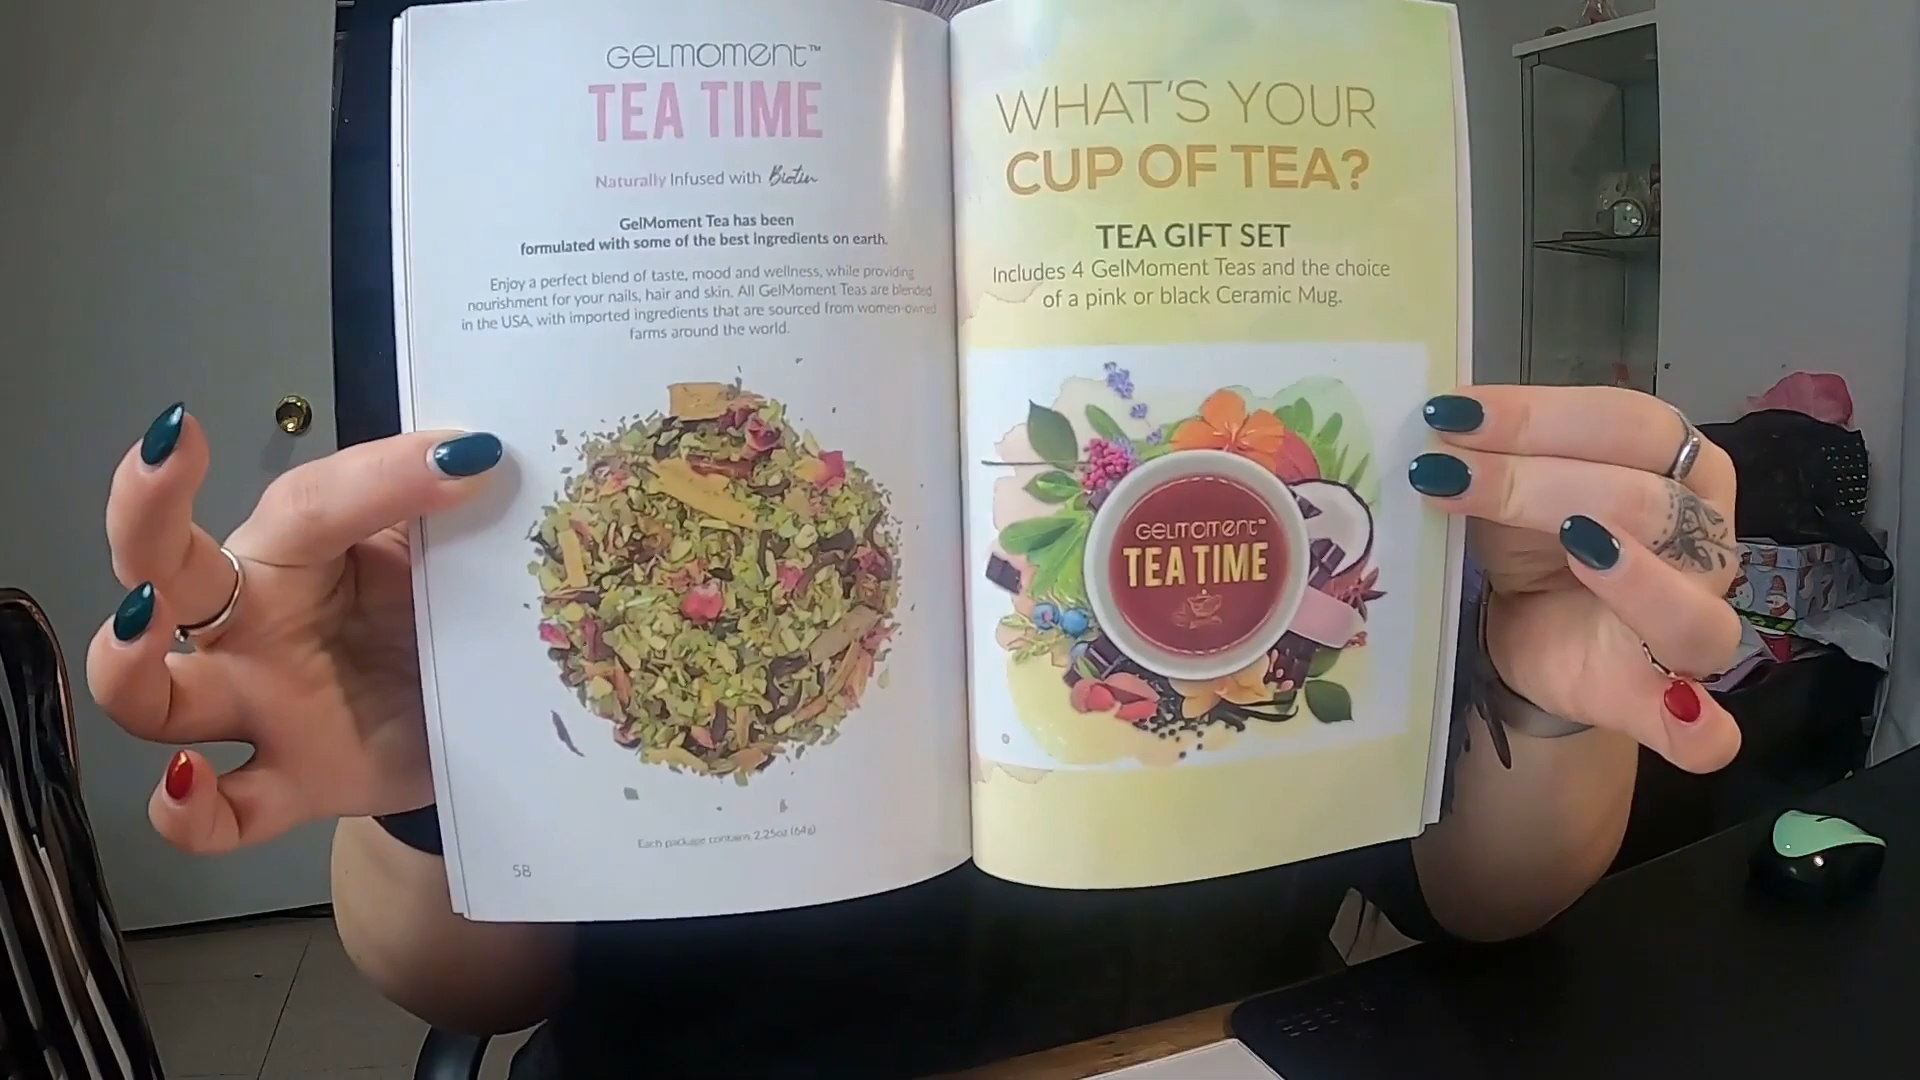 GELMOMENT™
TEA TIME
Naturally Infused with Biotin
GelMoment Tea has been
formulated with some of the best ingredients on earth.
Enjoy a perfect blend of taste, mood and wellness, while providing
nourishment for your nails, hair and skin. All GelMoment Teas are blended
in the USA, with imported ingredients that are sourced from women-owned
farms around the world.
Each package contains 2.25oz (64g)
58
WHAT'S YOUR
CUP OF TEA?
TEA GIFT SET
Includes 4 GelMoment Teas and the choice
of a pink or black Ceramic Mug.
GELMOMENT™
TEA TIME